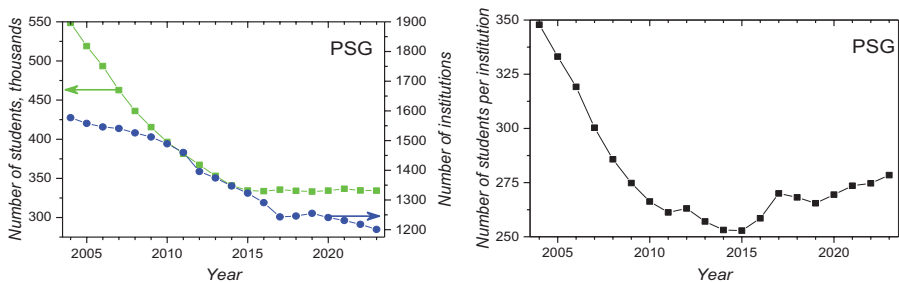 550
500
450
400
350
300
Number of students, thousands
PSG
1900
1800
1700
1600
1500
1400
1300
1200
Number of institutions
2005 2010 2015 2020
Year
350
325
300
275
250
Number of students per institution
PSG
2005 2010 2015 2020
Year